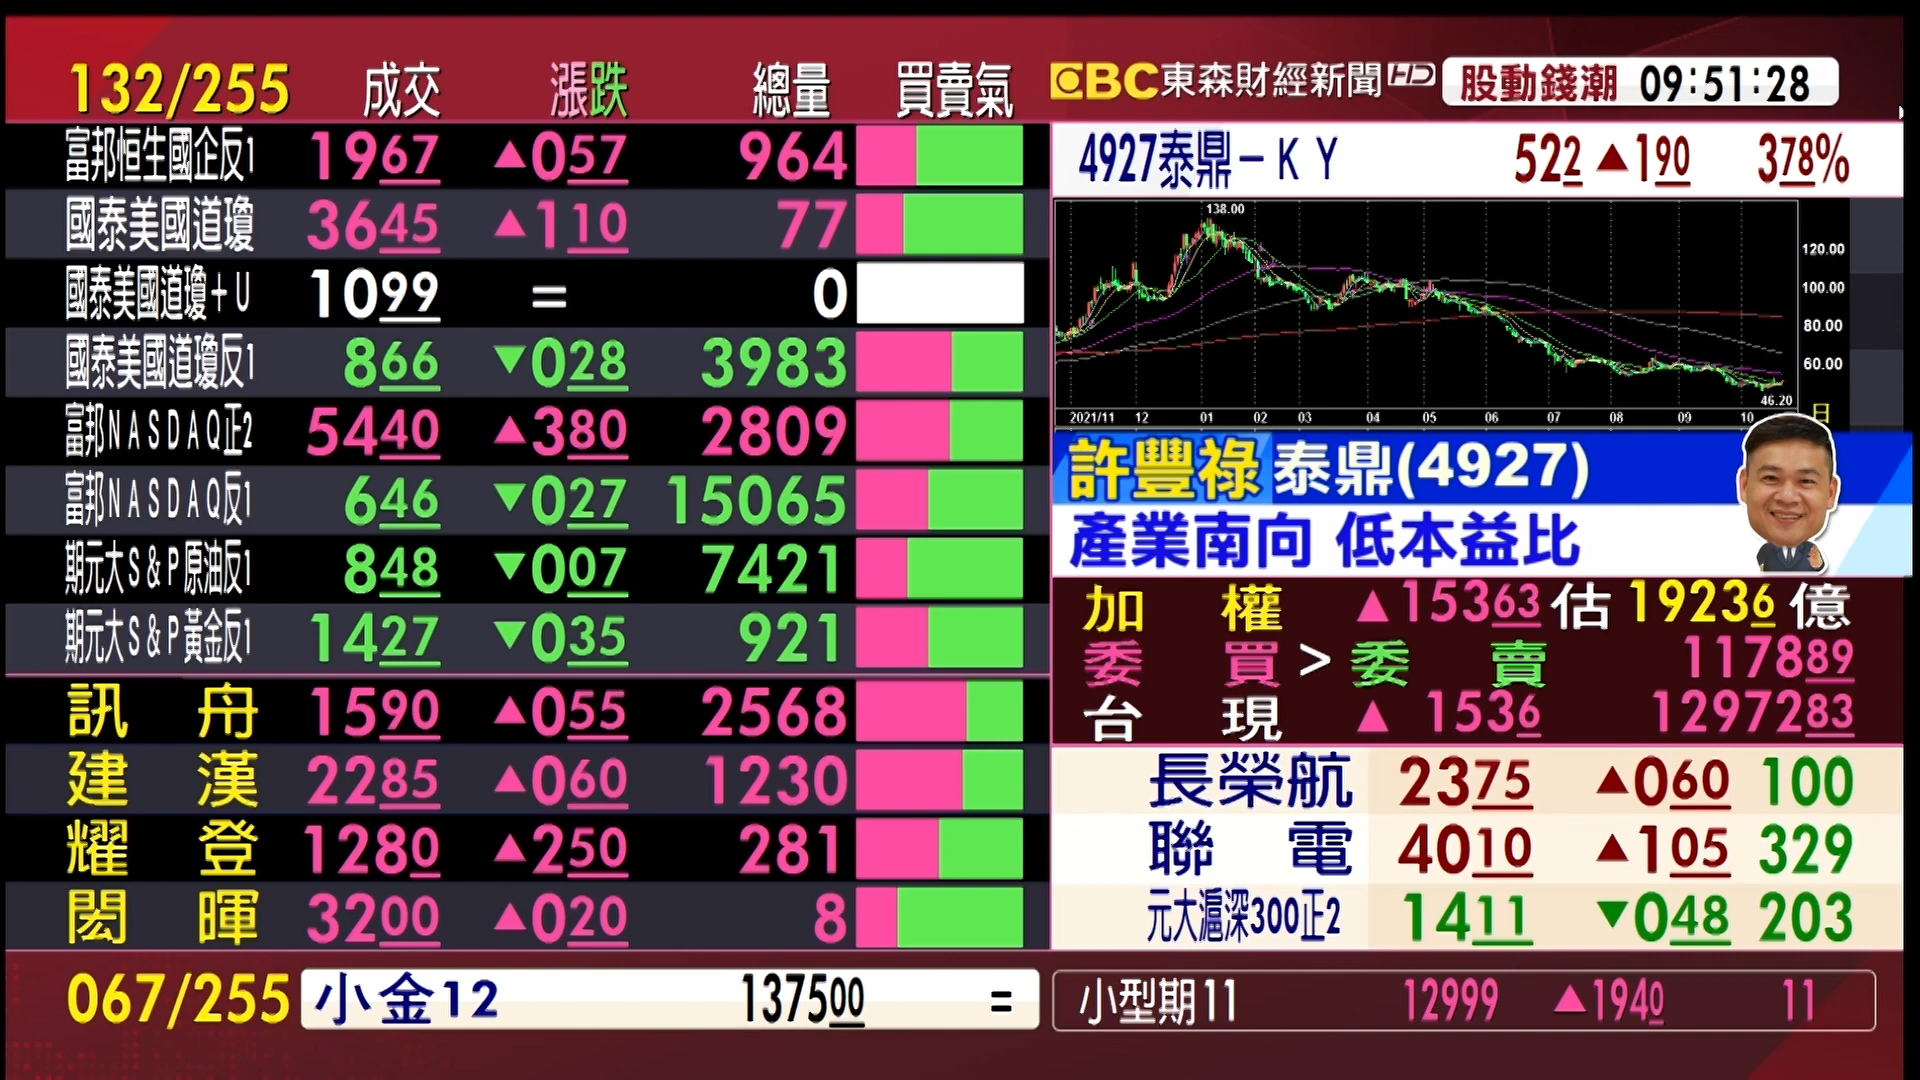 132/255 成交 漲跌 總量 買賣氣
富邦恒生國企反1 1967 ▲057 964
國泰美國道瓊 3645 ▲110 77
國泰美國道瓊+U 1099 = 0
國泰美國道瓊反1 866 ▼028 3983
富邦NASDAQ正2 5440 ▲380 2809
富邦NASDAQ反1 646 ▼027 15065
期元大S&P原油反1 848 ▼007 7421
期元大S&P黃金反1 1427 ▼035 921
訊舟 1590 ▲055 2568
建漢 2285 ▲060 1230
耀登 1280 ▲250 281
閎暉 3200 ▲020 8
067/255 小金12 137500 =
EBC東森財經新聞HD 股動錢潮 09:51:28
4927泰鼎-KY 522 ▲190 378%
138.00
120.00
100.00
80.00
60.00
46.20
2021/11 12 01 02 03 04 05 06 07 08 09 10 日
許豐祿 泰鼎(4927)
產業南向 低本益比
加權 ▲15363 估 19236億
委買>委賣 117889
台現 ▲1536 1297283
長榮航 2375 ▲060 100
聯電 4010 ▲105 329
元大滬深300正2 1411 ▼048 203
小型期11 12999 ▲1940 11